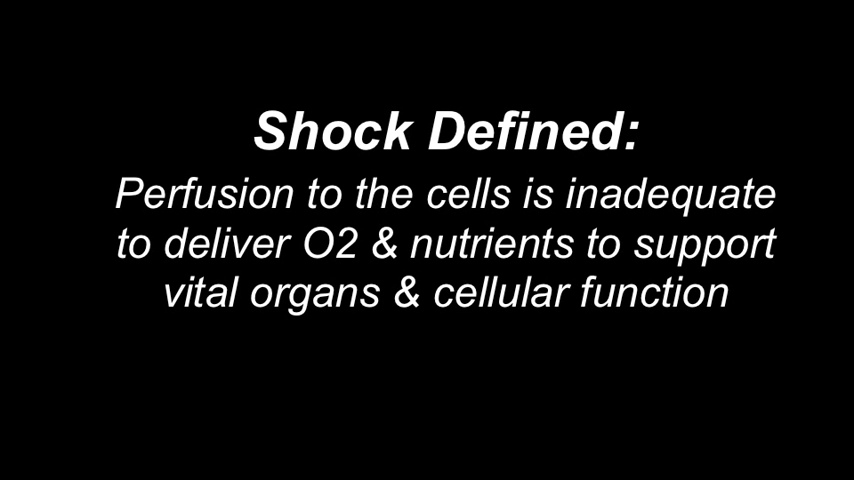 Shock Defined:
Perfusion to the cells is inadequate
to deliver O2 & nutrients to support
vital organs & cellular function